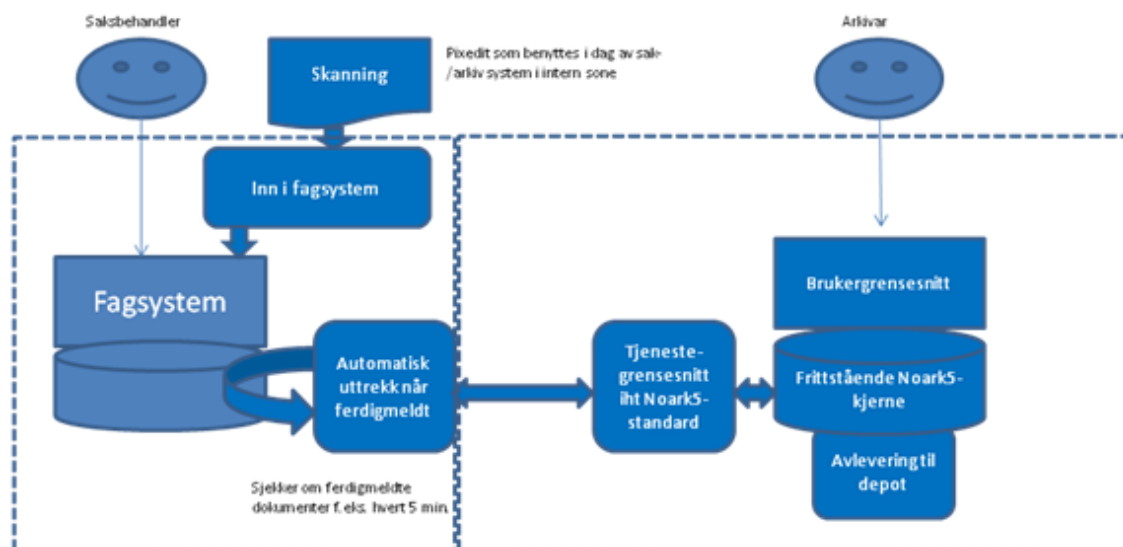 Saksbehandler
Arkivar
Skanning
Pixedit som benyttes i dag av sak-
/arkiv system i intern sone
Inn i fagsystem
Fagsystem
Automatisk
uttrekk når
ferdigmeldt
Sjekker om ferdigmeldte
dokumenter f. eks. hvert 5 min.
Tjeneste-
grensesnitt
iht Noark5-
standard
Brukergrensesnitt
Frittstående Noark5-
kjerne
Avlevering til
depot